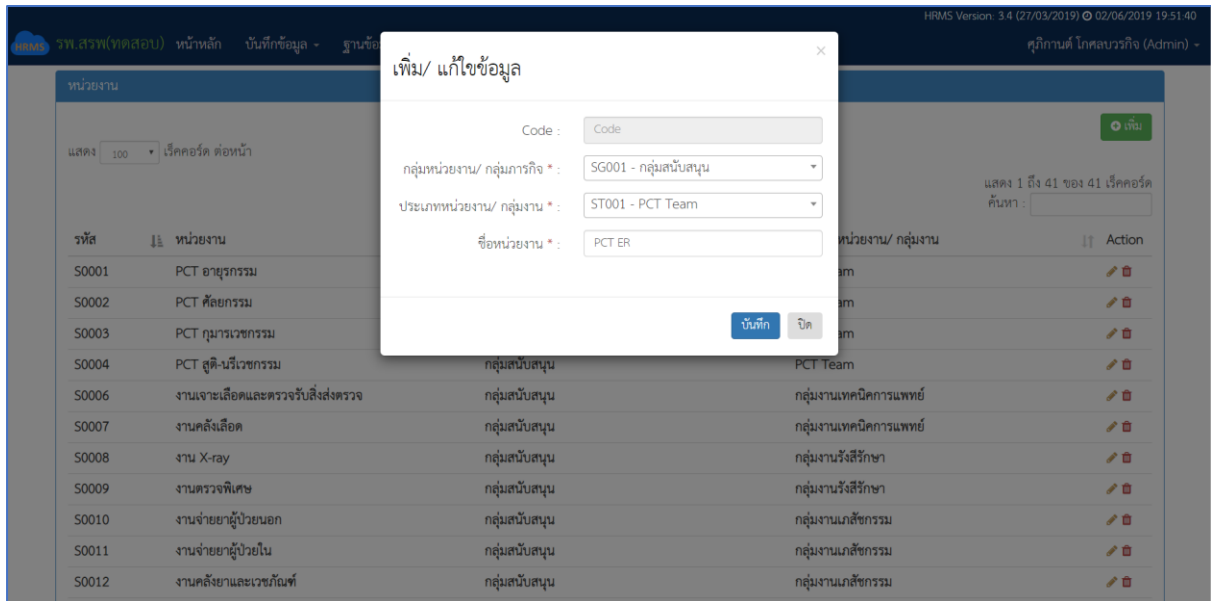 HRMS Version: 3.4 (27/03/2019) 02/06/2019 19:51:40
HRMS รพ.สรพ(ทดสอบ) หน้าหลัก บันทึกข้อมูล ศุภิกานต์ โกศลบวรกิจ (Admin)
หน่วยงาน
เพิ่ม/ แก้ไขข้อมูล ×
Code : Code
กลุ่มหน่วยงาน/ กลุ่มภารกิจ * : SG001 - กลุ่มสนับสนุน
ประเภทหน่วยงาน/ กลุ่มงาน * : ST001 - PCT Team
ชื่อหน่วยงาน * : PCT ER
บันทึก ปิด
เพิ่ม
แสดง 100 เร็คคอร์ด ต่อหน้า
แสดง 1 ถึง 41 ของ 41 เร็คคอร์ด
ค้นหา :
รหัส หน่วยงาน หน่วยงาน/ กลุ่มงาน Action
S0001 PCT อายุรกรรม
S0002 PCT ศัลยกรรม
S0003 PCT กุมารเวชกรรม
S0004 PCT สูติ-นรีเวชกรรม กลุ่มสนับสนุน PCT Team
S0006 งานเจาะเลือดและตรวจรับสิ่งส่งตรวจ กลุ่มสนับสนุน กลุ่มงานเทคนิคการแพทย์
S0007 งานคลังเลือด กลุ่มสนับสนุน กลุ่มงานเทคนิคการแพทย์
S0008 งาน X-ray กลุ่มสนับสนุน กลุ่มงานรังสีรักษา
S0009 งานตรวจพิเศษ กลุ่มสนับสนุน กลุ่มงานรังสีรักษา
S0010 งานจ่ายยาผู้ป่วยนอก กลุ่มสนับสนุน กลุ่มงานเภสัชกรรม
S0011 งานจ่ายยาผู้ป่วยใน กลุ่มสนับสนุน กลุ่มงานเภสัชกรรม
S0012 งานคลังยาและเวชภัณฑ์ กลุ่มสนับสนุน กลุ่มงานเภสัชกรรม